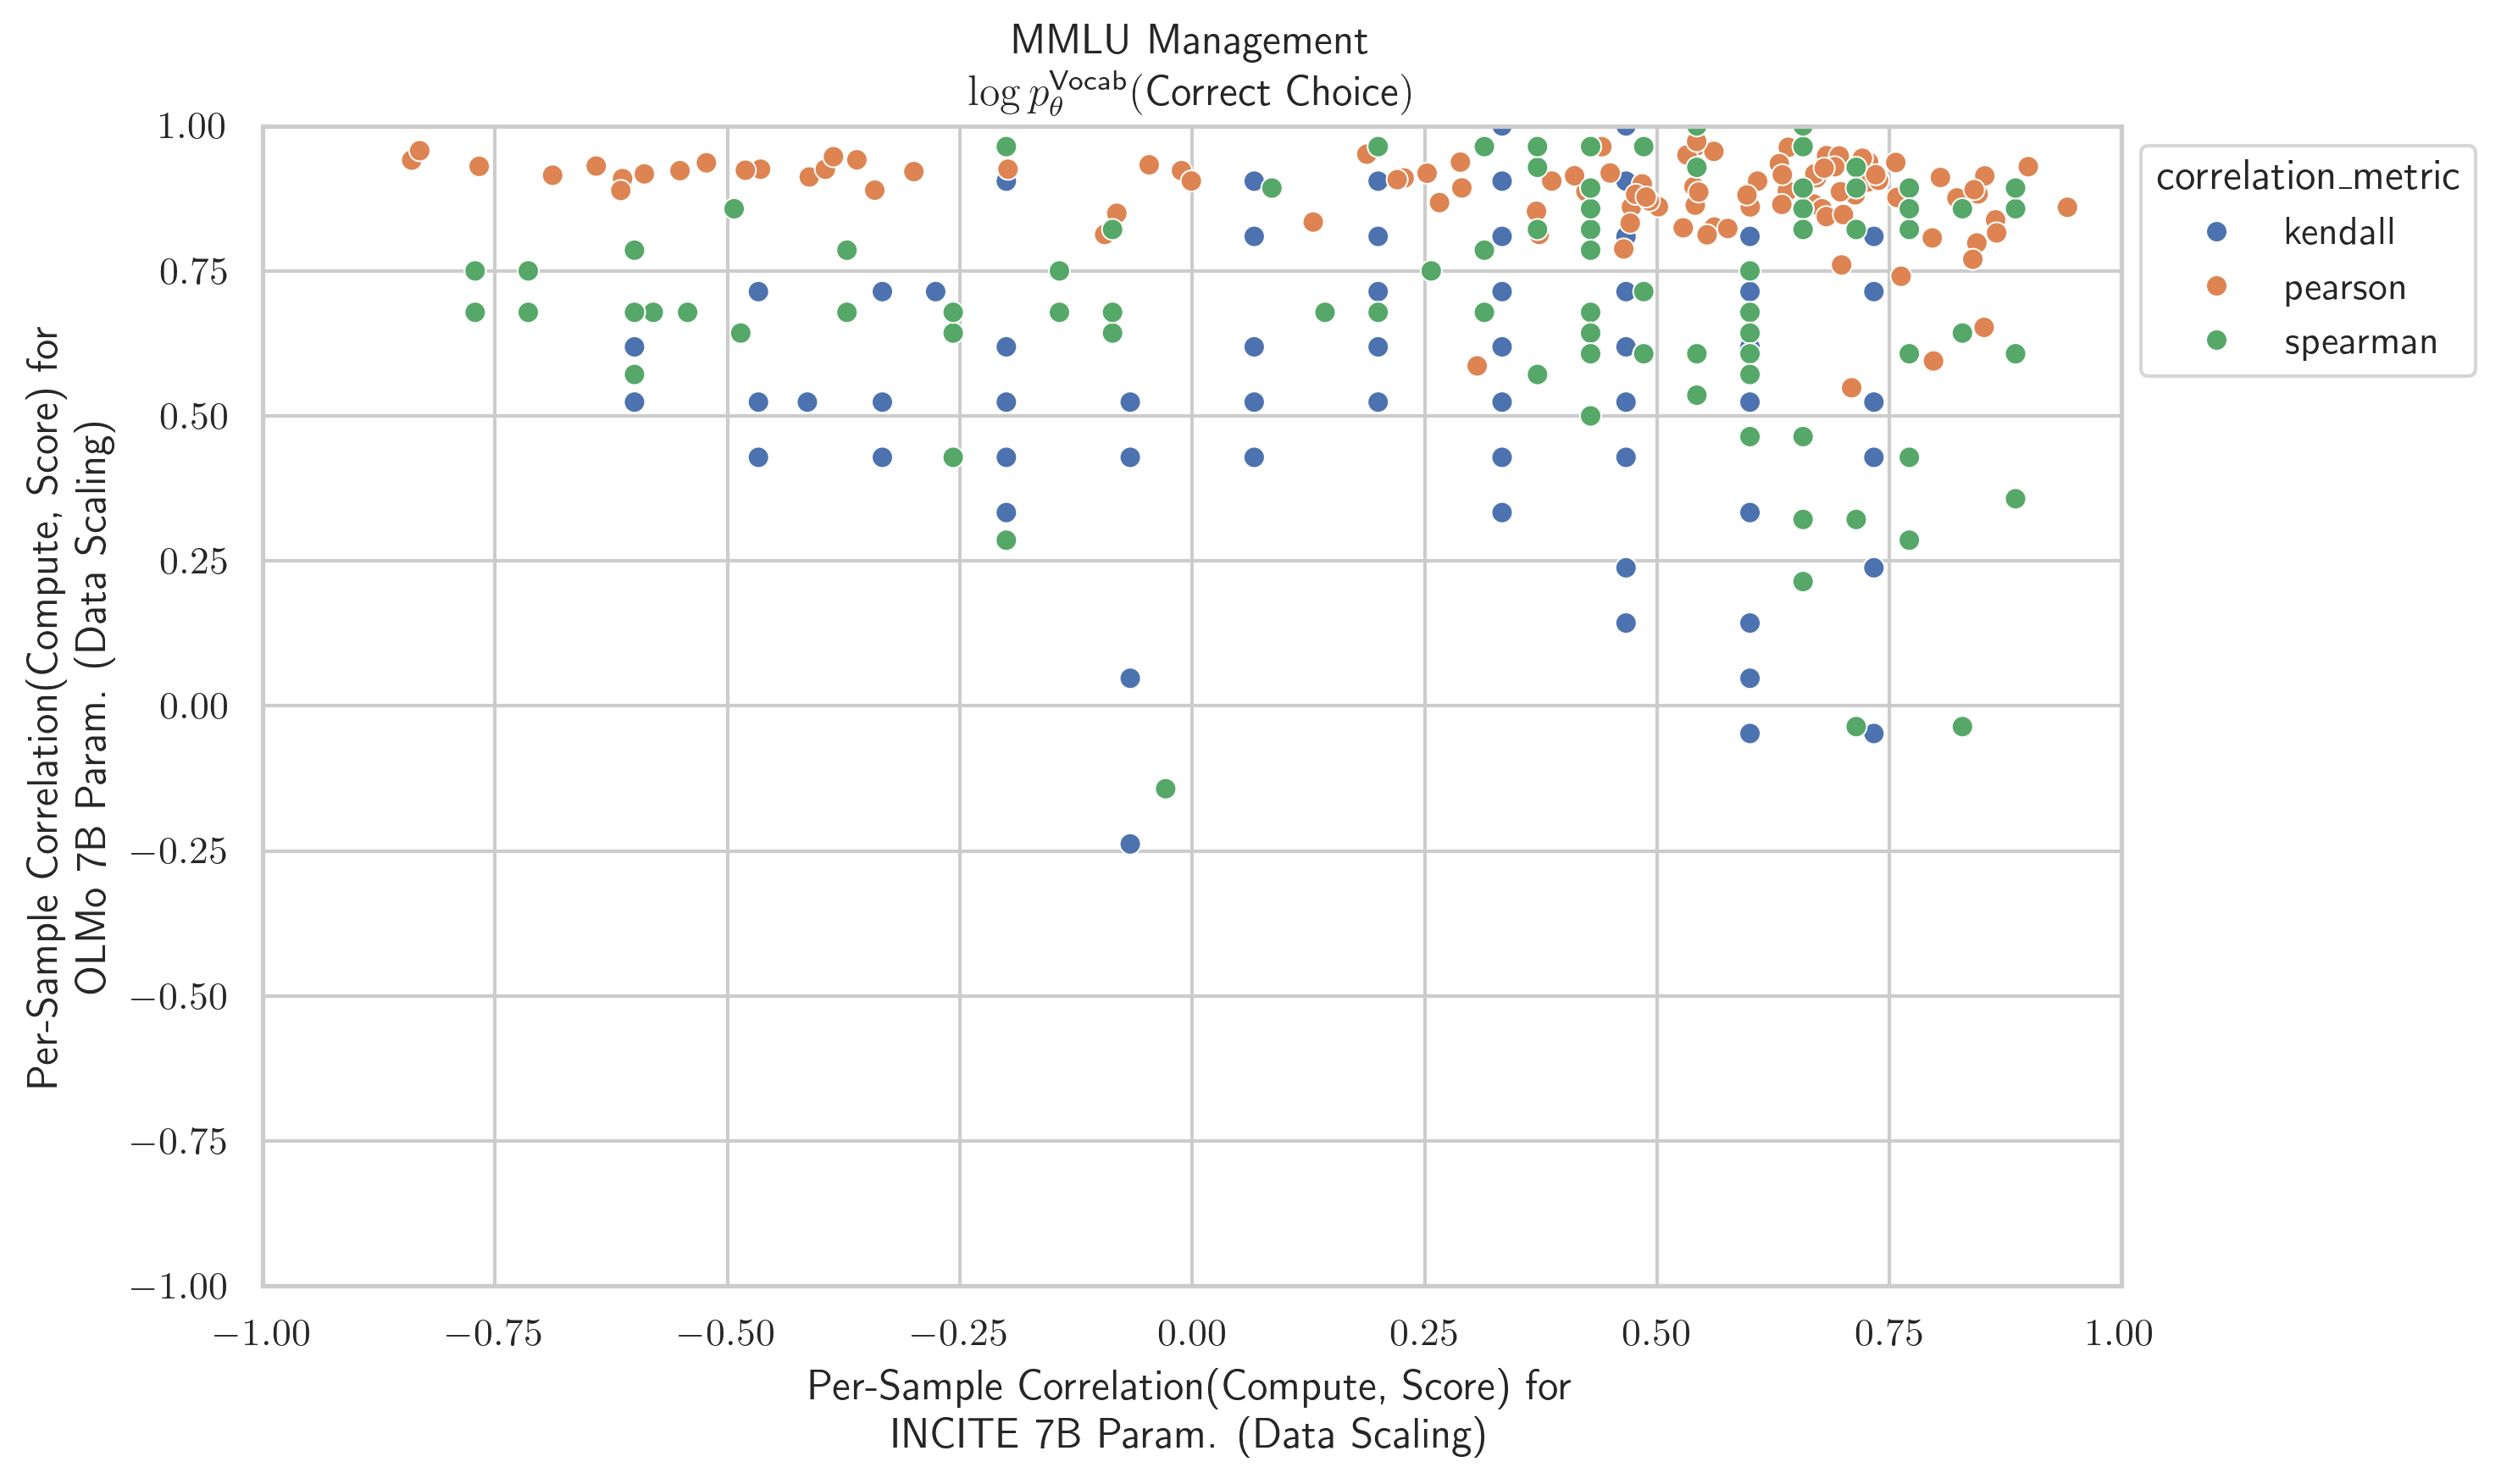 MMLU Management
log p_θ^Vocab(Correct Choice)
1.00
0.75
0.50
0.25
0.00
−0.25
−0.50
−0.75
−1.00
Per-Sample Correlation(Compute, Score) for
OLMo 7B Param. (Data Scaling)
−1.00
−0.75
−0.50
−0.25
0.00
0.25
0.50
0.75
1.00
Per-Sample Correlation(Compute, Score) for
INCITE 7B Param. (Data Scaling)
correlation_metric
kendall
pearson
spearman